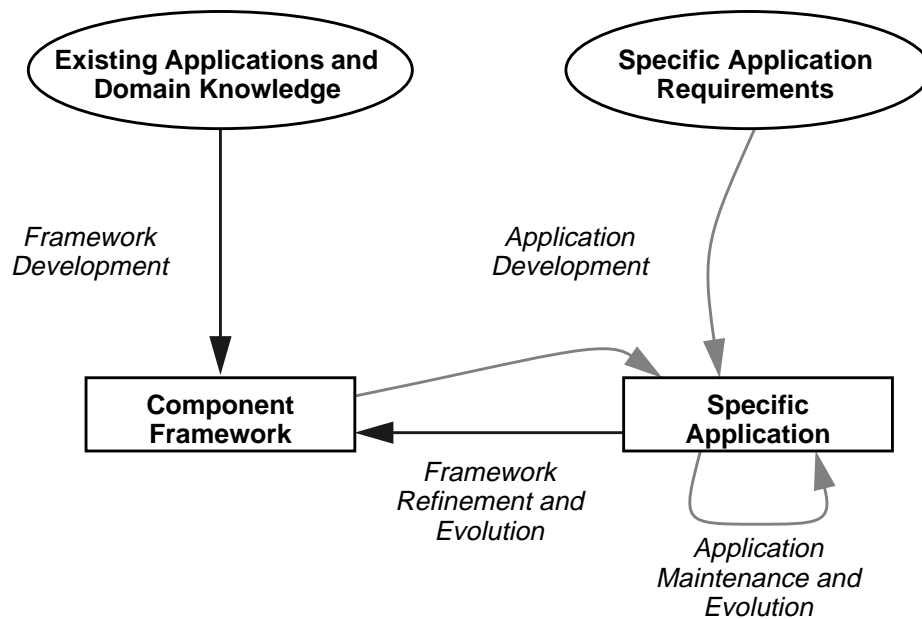 Existing Applications and
Domain Knowledge
Specific Application
Requirements
Framework
Development
Application
Development
Component
Framework
Specific
Application
Framework
Refinement and
Evolution
Application
Maintenance and
Evolution